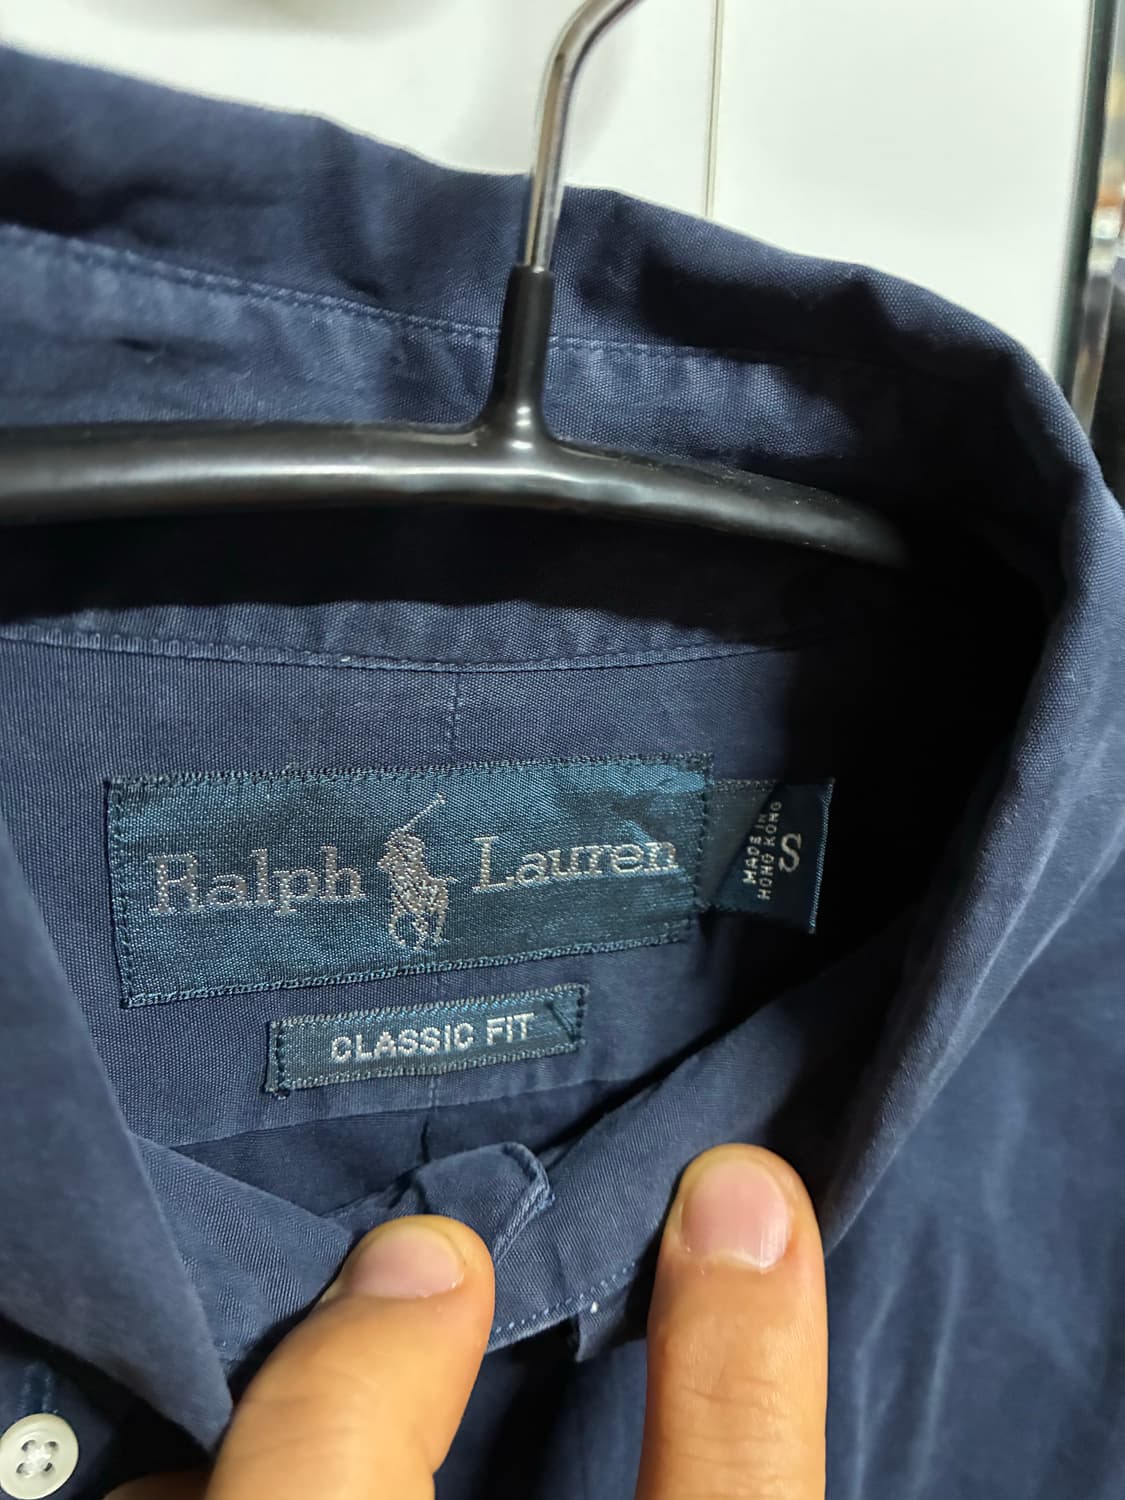 Ralph Lauren
MADE IN
HONG KONG
S
CLASSIC FIT